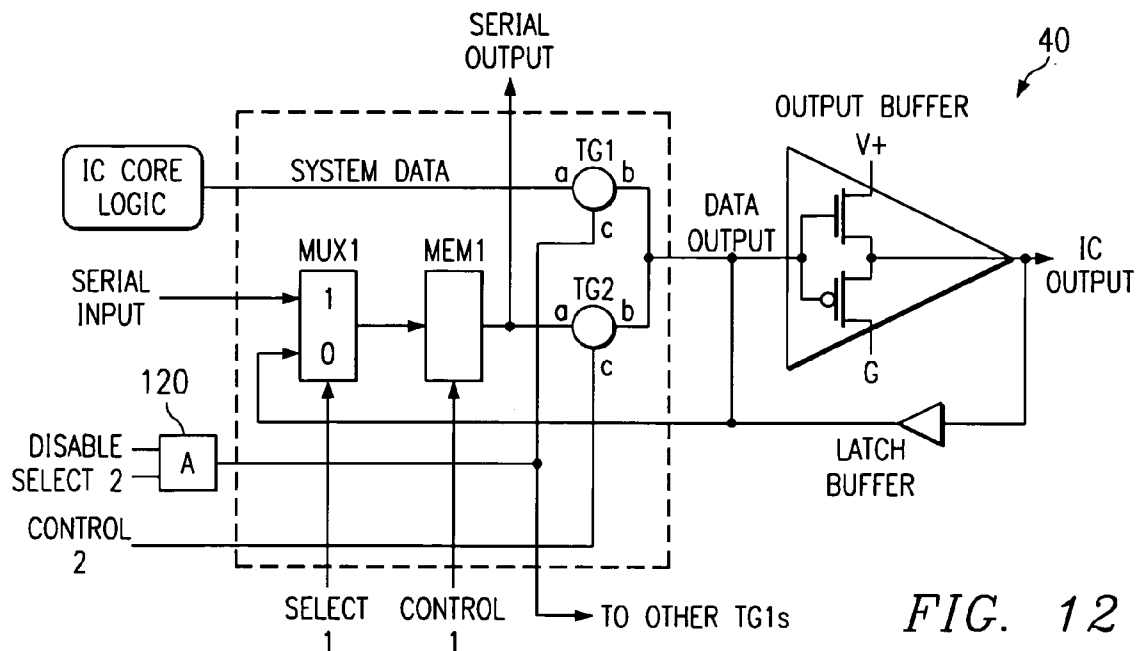 SERIAL
OUTPUT
40
OUTPUT BUFFER
V+
IC CORE
LOGIC
SYSTEM DATA
TG1
a
b
c
DATA
OUTPUT
IC
OUTPUT
MUX1
MEM1
SERIAL
INPUT
1
0
TG2
a
b
c
G
120
DISABLE
SELECT 2
A
LATCH
BUFFER
CONTROL
2
SELECT
1
CONTROL
1
TO OTHER TG1s
FIG. 12